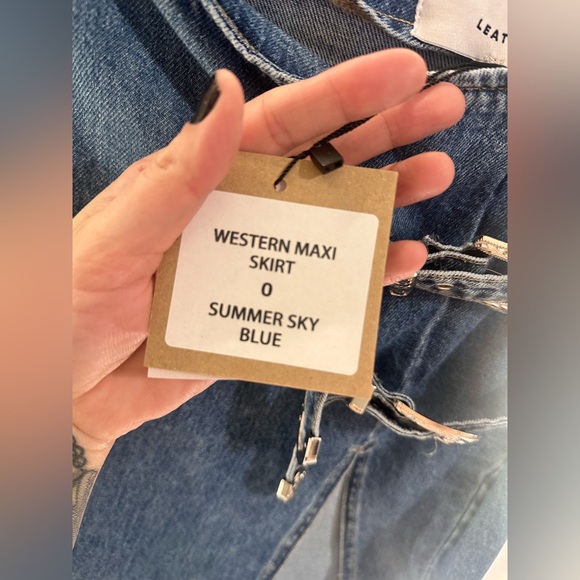 WESTERN MAXI
SKIRT
0
SUMMER SKY
BLUE